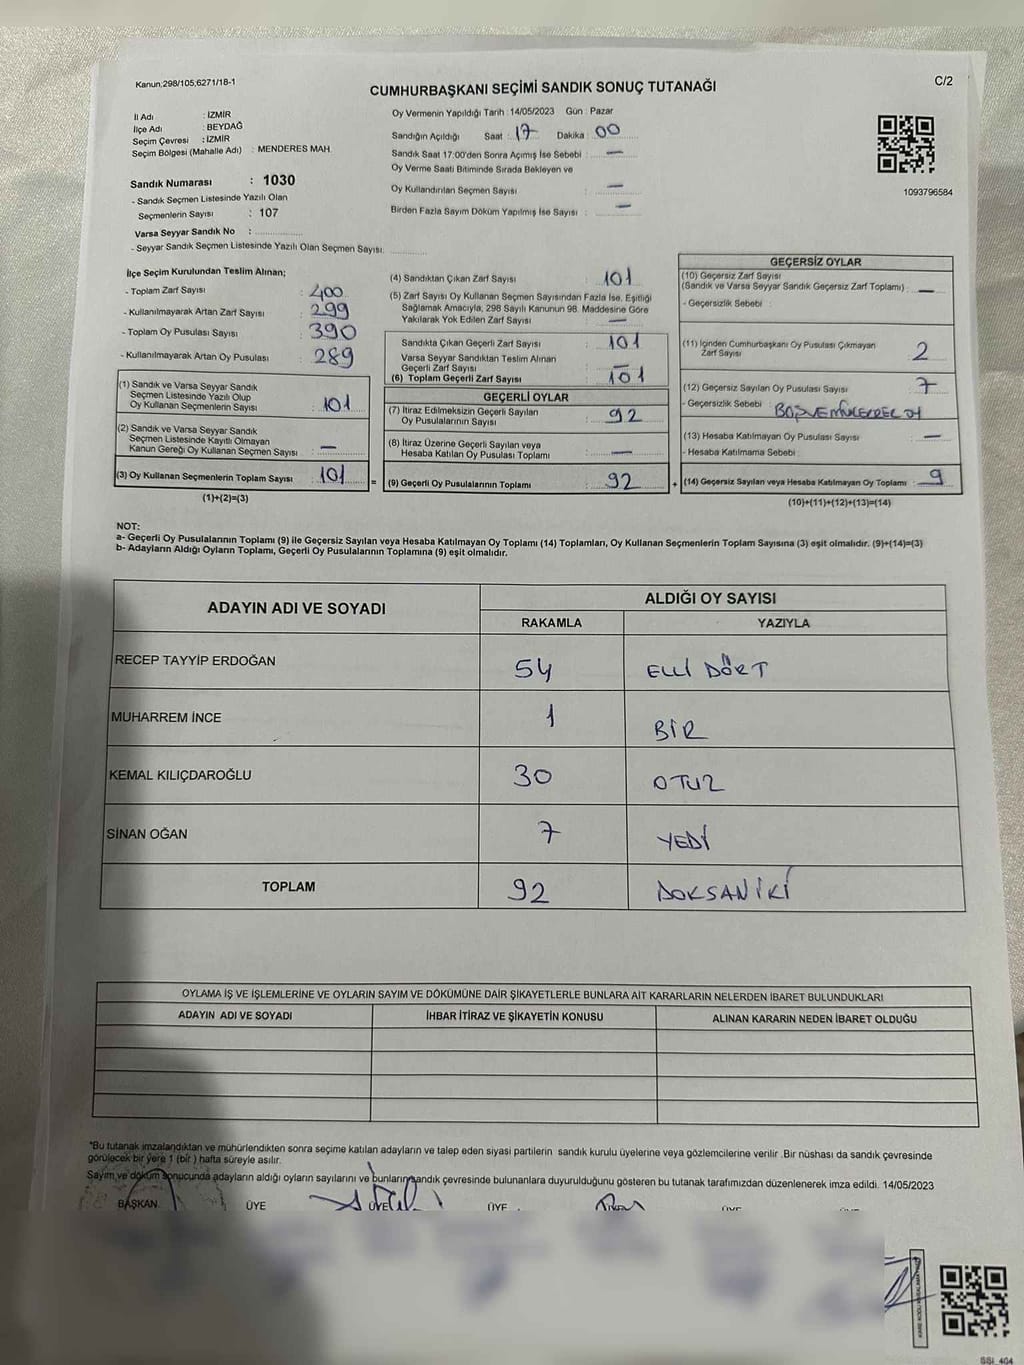 Kanun,298/105,6271/18-1
C/2
CUMHURBAŞKANI SEÇİMİ SANDIK SONUÇ TUTANAĞI
İl Adı : İZMİR
İlçe Adı : BEYDAĞ
Seçim Çevresi : İZMİR
Seçim Bölgesi (Mahalle Adı) : MENDERES MAH.
Sandık Numarası : 1030
- Sandık Seçmen Listesinde Yazılı Olan
Seçmenlerin Sayısı : 107
Varsa Seyyar Sandık No :
- Seyyar Sandık Seçmen Listesinde Yazılı Olan Seçmen Sayısı:
Oy Vermenin Yapıldığı Tarih : 14/05/2023 Gün : Pazar
Sandığın Açıldığı Saat : 17 Dakika : 00
Sandık Saat 17:00'den Sonra Açımış İse Sebebi : —
Oy Verme Saati Bitiminde Sırada Bekleyen ve
Oy Kullandırılan Seçmen Sayısı : —
Birden Fazla Sayım Döküm Yapılmış İse Sayısı : —
1093796584
İlçe Seçim Kurulundan Teslim Alınan;
- Toplam Zarf Sayısı : 400
- Kullanılmayarak Artan Zarf Sayısı : 299
- Toplam Oy Pusulası Sayısı : 390
- Kullanılmayarak Artan Oy Pusulası : 289
(1) Sandık ve Varsa Seyyar Sandık
Seçmen Listesinde Yazılı Olup
Oy Kullanan Seçmenlerin Sayısı : 101
(2) Sandık ve Varsa Seyyar Sandık
Seçmen Listesinde Kayıtlı Olmayan
Kanun Gereği Oy Kullanan Seçmen Sayısı : —
(3) Oy Kullanan Seçmenlerin Toplam Sayısı : 101
(1)+(2)=(3)
(4) Sandıktan Çıkan Zarf Sayısı : 101
(5) Zarf Sayısı Oy Kullanan Seçmen Sayısından Fazla İse, Eşitliği
Sağlamak Amacıyla, 298 Sayılı Kanunun 98. Maddesine Göre
Yakılarak Yok Edilen Zarf Sayısı : —
Sandıkta Çıkan Geçerli Zarf Sayısı : 101
Varsa Seyyar Sandıktan Teslim Alınan
Geçerli Zarf Sayısı : —
(6) Toplam Geçerli Zarf Sayısı : 101
GEÇERLİ OYLAR
(7) İtiraz Edilmeksizin Geçerli Sayılan
Oy Pusulalarının Sayısı : 92
(8) İtiraz Üzerine Geçerli Sayılan veya
Hesaba Katılan Oy Pusulası Toplamı : —
= (9) Geçerli Oy Pusulalarının Toplamı : 92
GEÇERSİZ OYLAR
(10) Geçersiz Zarf Sayısı
(Sandık ve Varsa Seyyar Sandık Geçersiz Zarf Toplamı) : —
- Geçersizlik Sebebi
(11) İçinden Cumhurbaşkanı Oy Pusulası Çıkmayan
Zarf Sayısı 2
(12) Geçersiz Sayılan Oy Pusulası Sayısı : 7
- Geçersizlik Sebebi BOŞ VE MÜKERRER OY
(13) Hesaba Katılmayan Oy Pusulası Sayısı : —
- Hesaba Katılmama Sebebi
+ (14) Geçersiz Sayılan veya Hesaba Katılmayan Oy Toplamı : 9
(10)+(11)+(12)+(13)=(14)
NOT:
a- Geçerli Oy Pusulalarının Toplamı (9) ile Geçersiz Sayılan veya Hesaba Katılmayan Oy Toplamı (14) Toplamları, Oy Kullanan Seçmenlerin Toplam Sayısına (3) eşit olmalıdır. (9)+(14)=(3)
b- Adayların Aldığı Oyların Toplamı, Geçerli Oy Pusulalarının Toplamına (9) eşit olmalıdır.
ADAYIN ADI VE SOYADI ALDIĞI OY SAYISI
RAKAMLA YAZIYLA
RECEP TAYYİP ERDOĞAN 54 ELLİ DÖRT
MUHARREM İNCE 1 BİR
KEMAL KILIÇDAROĞLU 30 OTUZ
SİNAN OĞAN 7 YEDİ
TOPLAM 92 DOKSANİKİ
OYLAMA İŞ VE İŞLEMLERİNE VE OYLARIN SAYIM VE DÖKÜMÜNE DAİR ŞİKAYETLERLE BUNLARA AİT KARARLARIN NELERDEN İBARET BULUNDUKLARI
ADAYIN ADI VE SOYADI İHBAR İTİRAZ VE ŞİKAYETİN KONUSU ALINAN KARARIN NEDEN İBARET OLDUĞU
*Bu tutanak imzalandıktan ve mühürlendikten sonra seçime katılan adayların ve talep eden siyasi partilerin sandık kurulu üyelerine veya gözlemcilerine verilir .Bir nüshası da sandık çevresinde
görülecek bir yere 1 (bir ) hafta süreyle asılır.
Sayım ve döküm sonucunda adayların aldığı oyların sayılarını ve bunların sandık çevresinde bulunanlara duyurulduğunu gösteren bu tutanak tarafımızdan düzenlenerek imza edildi. 14/05/2023
BAŞKAN ÜYE ÜYE ÜYE ÜYE ÜYE
SSI_404